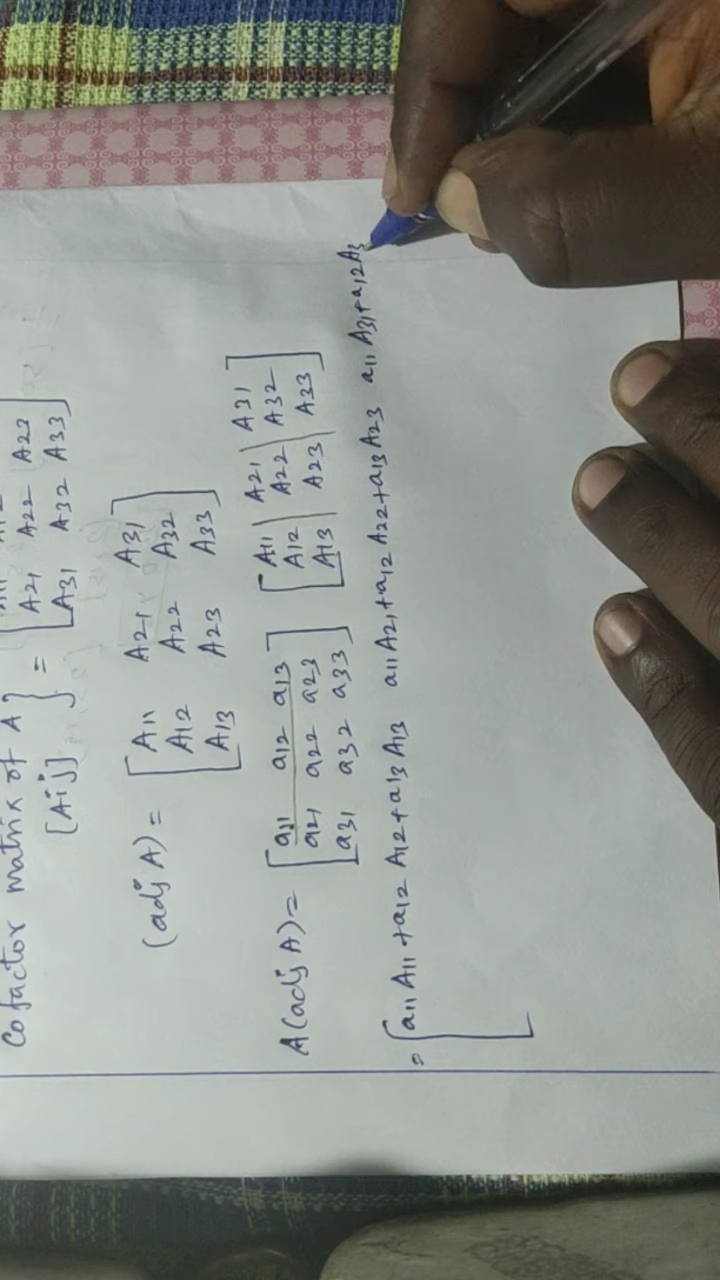 Cofactor matrix of A } = [ A21 A22 A23
[Aij] A31 A32 A33 ]
(adj A) = [ A11 A21 A31
A12 A22 A32
A13 A23 A33 ]
A(adj A) = [ a11 a12 a13 [ A11 A21 A31
a21 a22 a23 A12 A22 A32
a31 a32 a33 ] A13 A23 A33 ]
= [ a11 A11 + a12 A12 + a13 A13 a11 A21 + a12 A22 + a13 A23 a11 A31 + a12 A3